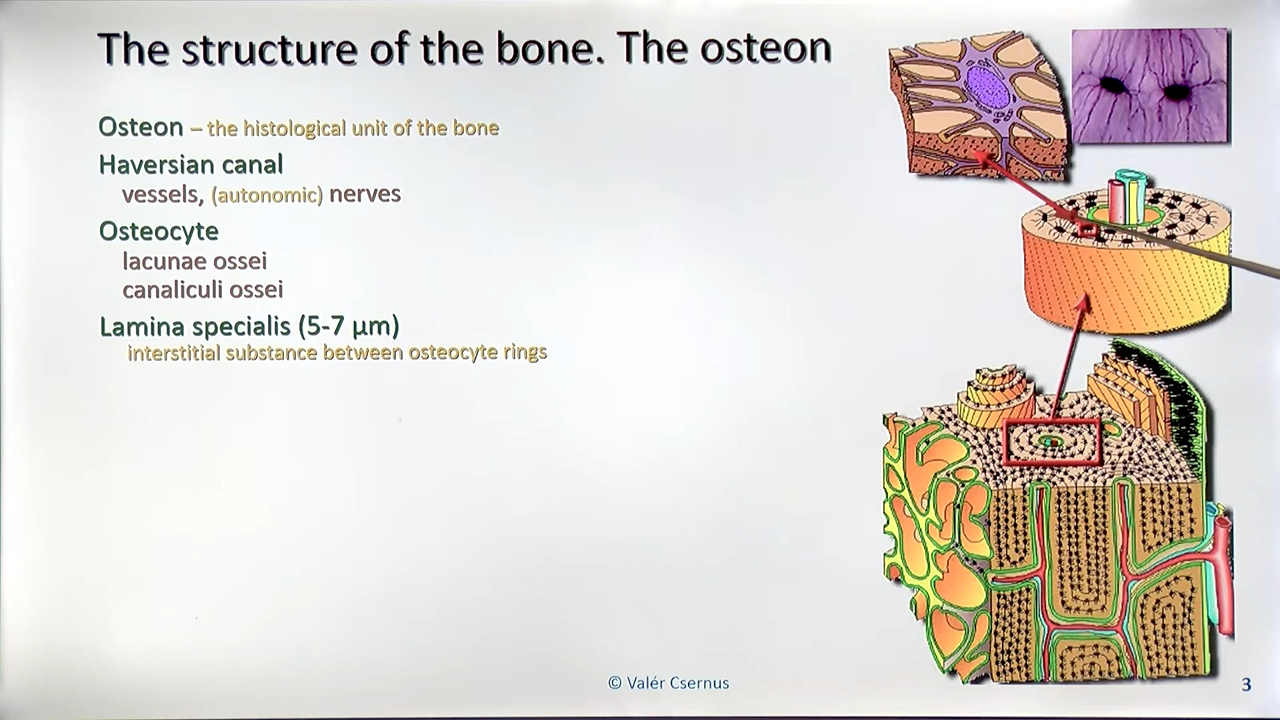 The structure of the bone. The osteon
Osteon – the histological unit of the bone
Haversian canal
vessels, (autonomic) nerves
Osteocyte
lacunae ossei
canaliculi ossei
Lamina specialis (5-7 µm)
interstitial substance between osteocyte rings
© Valér Csernus
3